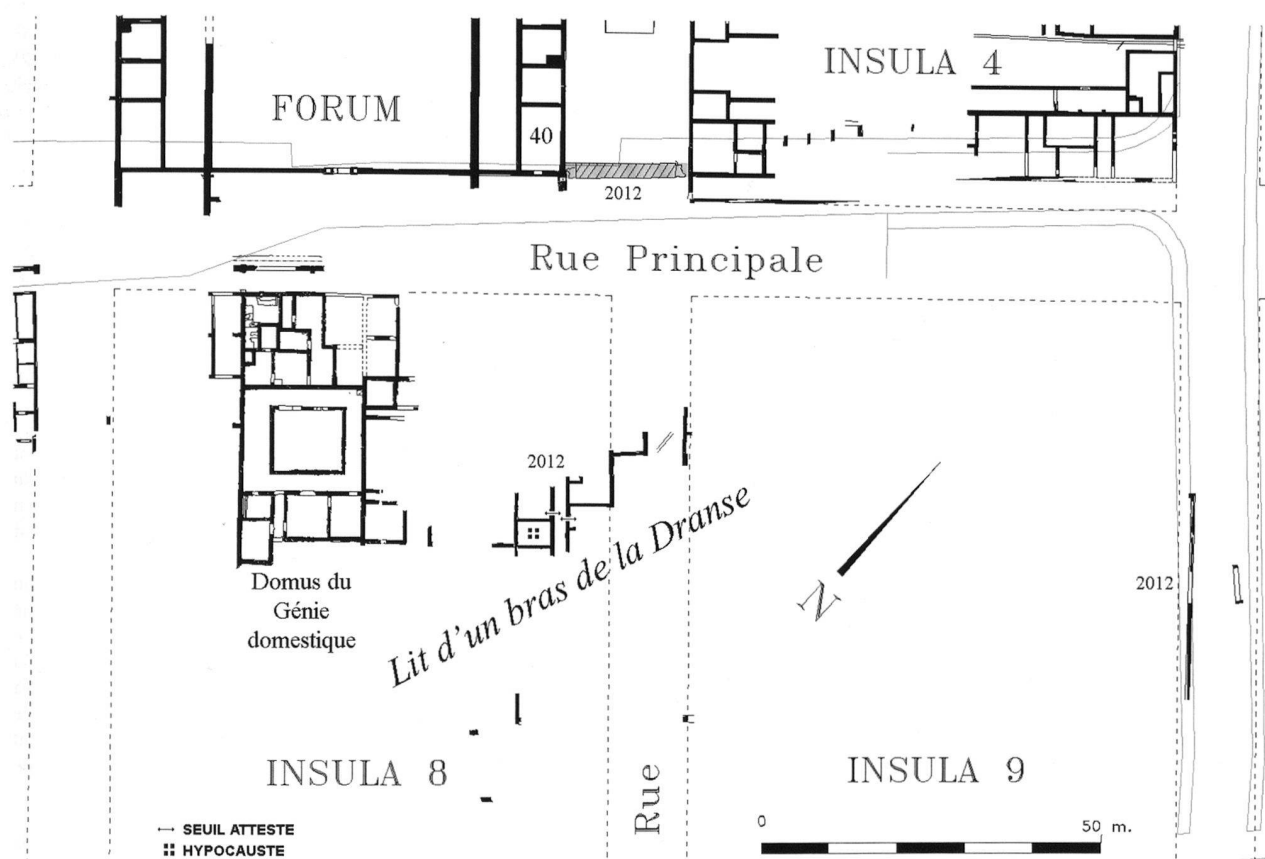 FORUM
40
INSULA 4
2012
Rue Principale
2012
Domus du
Génie
domestique
Lit d'un bras de la Dranse
N
2012
INSULA 8
Rue
INSULA 9
SEUIL ATTESTE
HYPOCAUSTE
0
50 m.